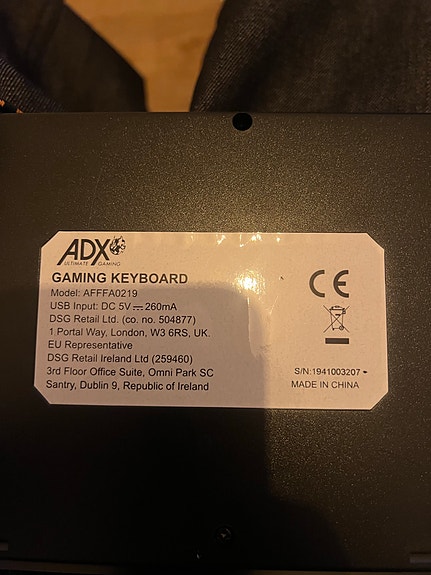 ADX
ULTIMATE GAMING
GAMING KEYBOARD
Model: AFFFA0219
USB Input: DC 5V⎓260mA
DSG Retail Ltd. (co. no. 504877)
1 Portal Way, London, W3 6RS, UK.
EU Representative
DSG Retail Ireland Ltd (259460)
3rd Floor Office Suite, Omni Park SC
Santry, Dublin 9, Republic of Ireland
CE
S/N:1941003207
MADE IN CHINA